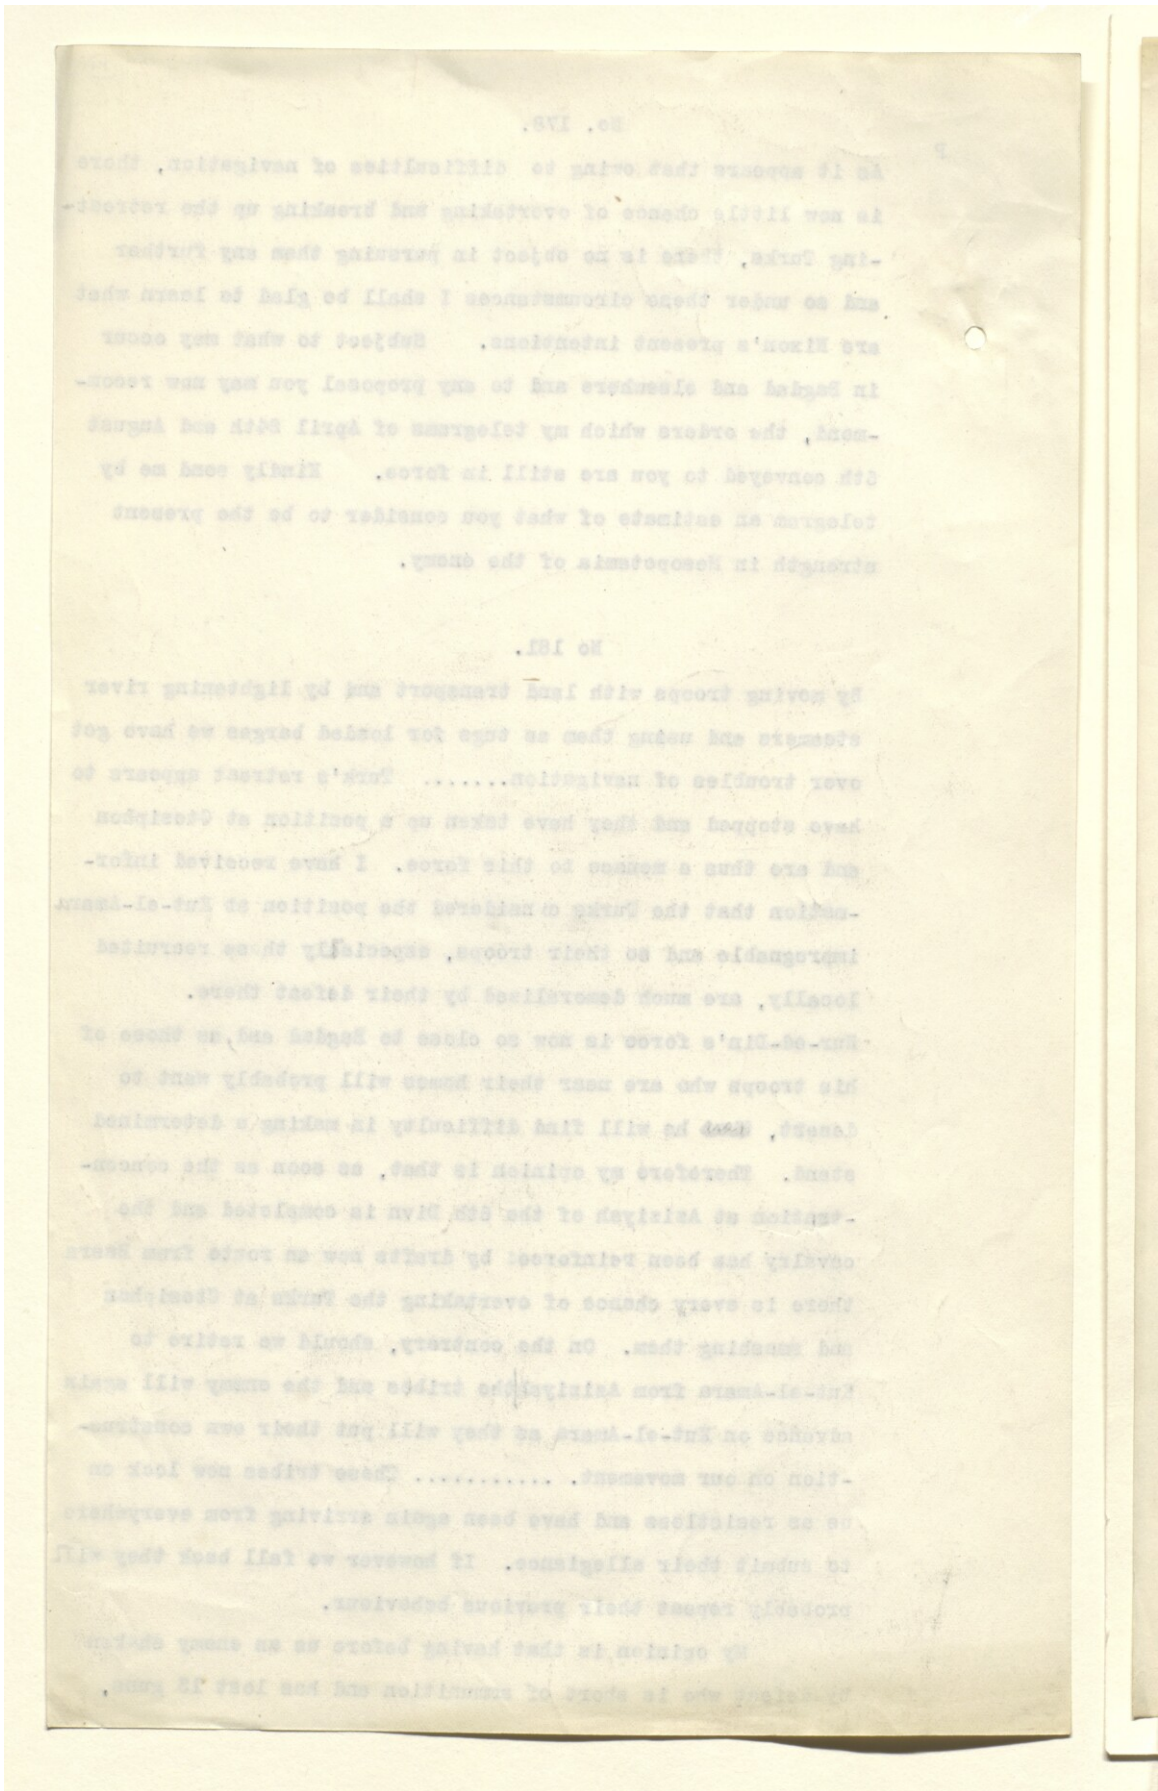 No. 178.
As it appears that owing to difficulties of navigation, there
is now little chance of overtaking and breaking up the retreat-
-ing Turks, there is no object in pursuing them any further
and so under these circumstances I shall be glad to learn what
are Nixon's present intentions. Subject to what may occur
in Bagdad and elsewhere and to any proposal you may now recom-
-mend, the orders which my telegrams of April 24th and August
6th conveyed to you are still in force. Kindly send me by
telegram an estimate of what you consider to be the present
strength in Mesopotamia of the enemy.
No 181.
By moving troops with land transport and by lightening river
steamers and using them as tugs for loaded barges we have got
over troubles of navigation....... Turk's retreat appears to
have stopped and they have taken up a position at Ctesiphon
and are thus a menace to this force. I have received infor-
-mation that the Turks considered the position at Kut-el-Amara
impregnable and so their troops, especially those recruited
locally, are much demoralised by their defeat there.
Nur-ed-Din's force is now so close to Bagdad and, as those of
his troops who are near their homes will probably want to
desert, he will find difficulty in making a determined
stand. Therefore my opinion is that, as soon as the concen-
-tration at Aziziyah of the 6th Divn is completed and the
cavalry has been reinforced by drafts now en route from Basra
there is every chance of overtaking the Turks at Ctesiphon
and smashing them. On the contrary, should we retire to
Kut-el-Amara from Aziziyah the tribes and the enemy will again
advance on Kut-el-Amara as they will put their own construc-
-tion on our movement. .......... These tribes now look on
us as resistless and have been again arriving from everywhere
to submit their allegiance. If however we fall back they will
probably repeat their previous behaviour.
My opinion is that having before us an enemy shaken
by defeat who is short of ammunition and has lost 13 guns,